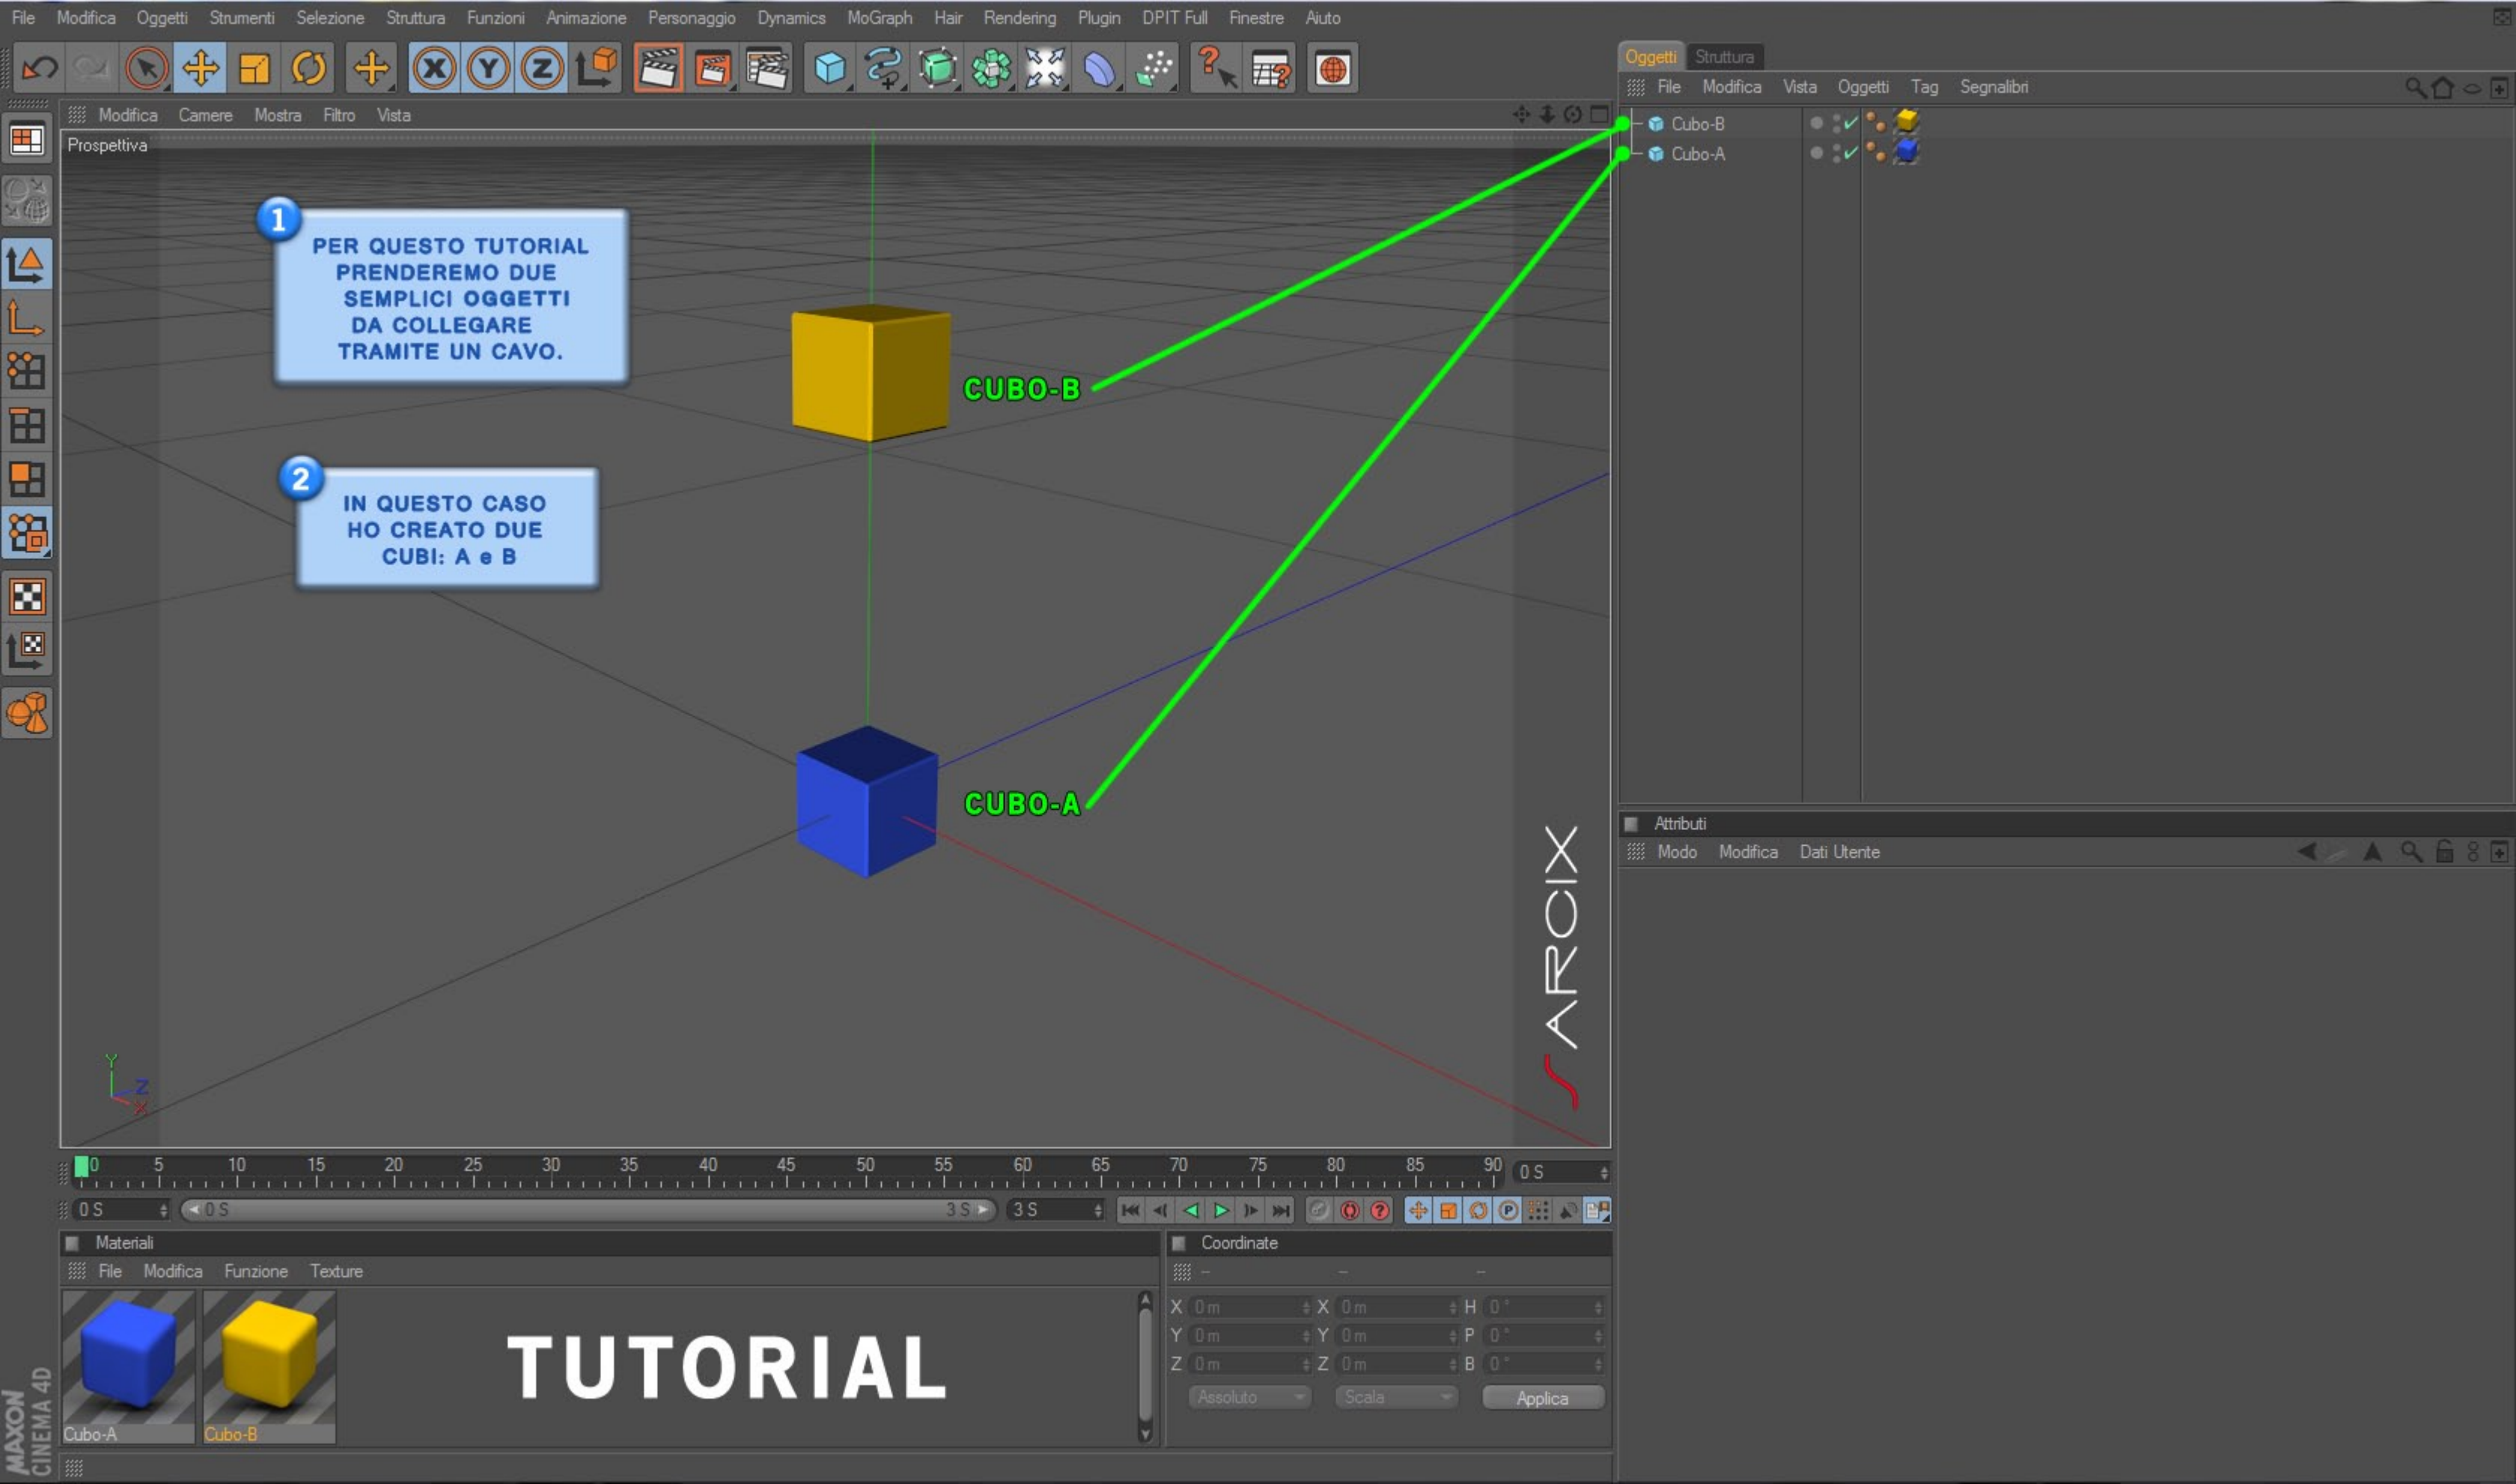 File Modifica Oggetti Strumenti Selezione Struttura Funzioni Animazione Personaggio Dynamics MoGraph Hair Rendering Plugin DPIT Full Finestre Aiuto
X Y Z
Modifica Camere Mostra Filtro Vista
Prospettiva
1
PER QUESTO TUTORIAL
PRENDEREMO DUE
SEMPLICI OGGETTI
DA COLLEGARE
TRAMITE UN CAVO.
2
IN QUESTO CASO
HO CREATO DUE
CUBI: A e B
CUBO-B
CUBO-A
ARCIX
Y
Z
X
Oggetti Struttura
File Modifica Vista Oggetti Tag Segnalibri
Cubo-B
Cubo-A
Attributi
Modo Modifica Dati Utente
0 5 10 15 20 25 30 35 40 45 50 55 60 65 70 75 80 85 90 0 S
0 S 0 S 3 S 3 S
Materiali
File Modifica Funzione Texture
Cubo-A
Cubo-B
TUTORIAL
Coordinate
-- -- --
X 0 m X 0 m H 0 °
Y 0 m Y 0 m P 0 °
Z 0 m Z 0 m B 0 °
Assoluto Scala Applica
MAXON
CINEMA 4D